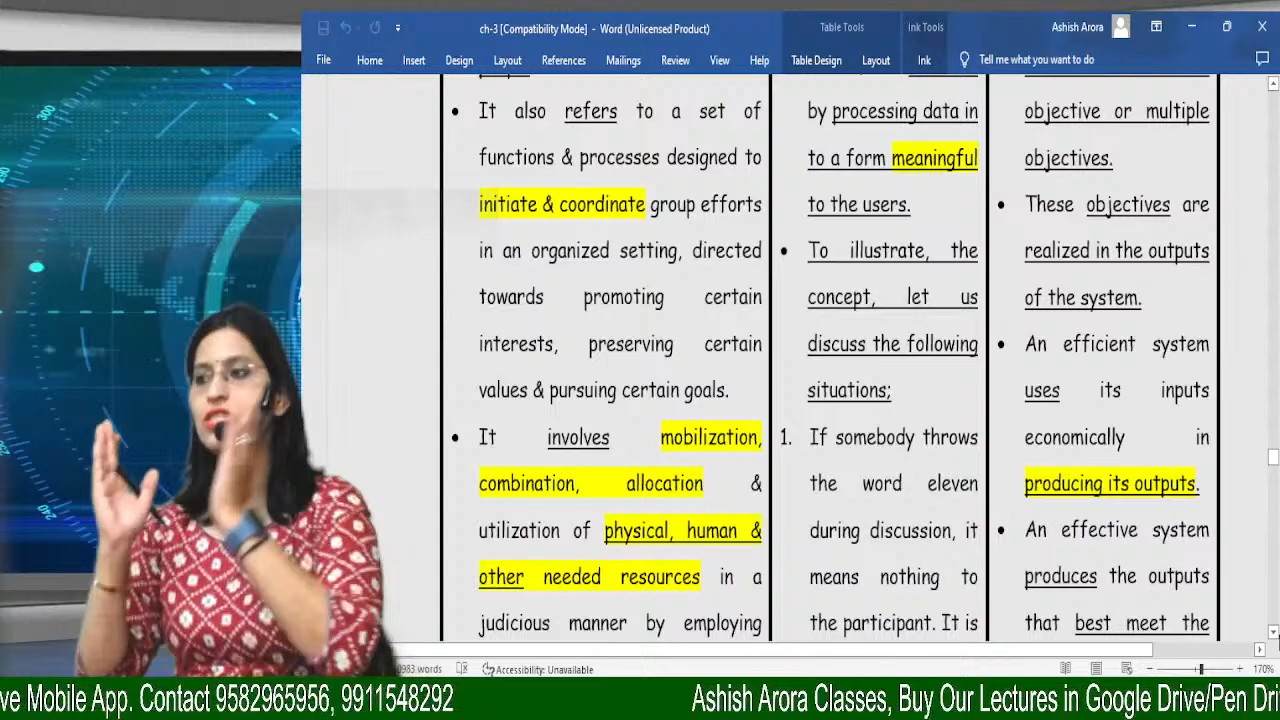 ch-3 [Compatibility Mode] - Word (Unlicensed Product)
Table Tools
Ink Tools
Ashish Arora
File
Home
Insert
Design
Layout
References
Mailings
Review
View
Help
Table Design
Layout
Ink
Tell me what you want to do
• It also refers to a set of
functions & processes designed to
initiate & coordinate group efforts
in an organized setting, directed
towards promoting certain
interests, preserving certain
values & pursuing certain goals.
• It involves mobilization,
combination, allocation &
utilization of physical, human &
other needed resources in a
judicious manner by employing
by processing data in
to a form meaningful
to the users.
• To illustrate, the
concept, let us
discuss the following
situations;
1. If somebody throws
the word eleven
during discussion, it
means nothing to
the participant. It is
objective or multiple
objectives.
• These objectives are
realized in the outputs
of the system.
• An efficient system
uses its inputs
economically in
producing its outputs.
• An effective system
produces the outputs
that best meet the
0983 words
Accessibility: Unavailable
170%
ve Mobile App. Contact 9582965956, 9911548292
Ashish Arora Classes, Buy Our Lectures in Google Drive/Pen Dri
300
250
240